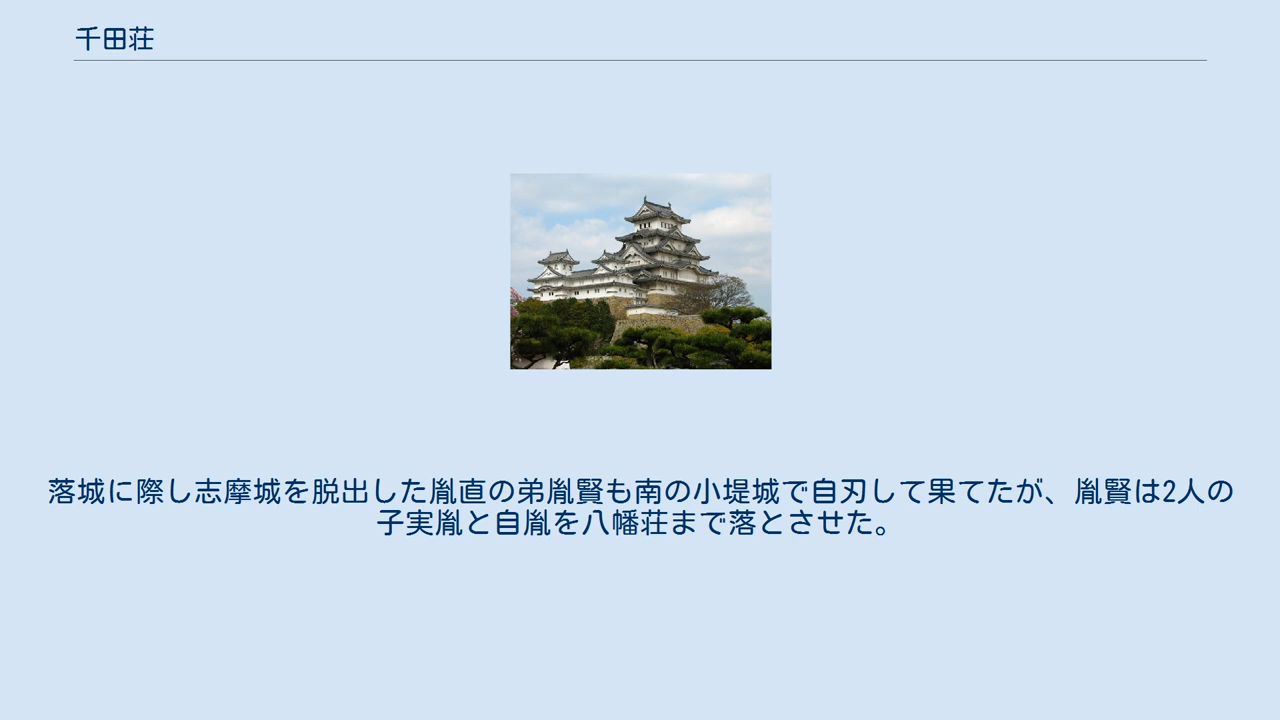 千田荘
落城に際し志摩城を脱出した胤直の弟胤賢も南の小堤城で自刃して果てたが、胤賢は2人の
子実胤と自胤を八幡荘まで落とさせた。